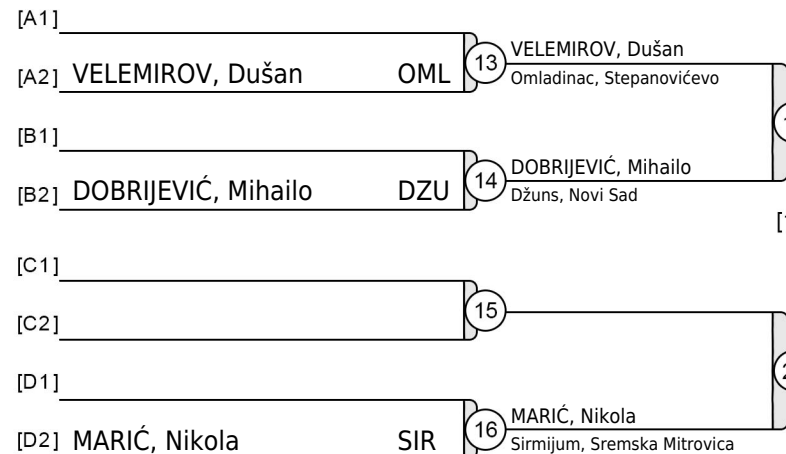 [A1]
[A2] VELEMIROV, Dušan OML
13
VELEMIROV, Dušan
Omladinac, Stepanovićevo
[B1]
[B2] DOBRIJEVIĆ, Mihailo DZU
14
DOBRIJEVIĆ, Mihailo
Džuns, Novi Sad
[C1]
[C2]
15
[D1]
[D2] MARIĆ, Nikola SIR
16
MARIĆ, Nikola
Sirmijum, Sremska Mitrovica